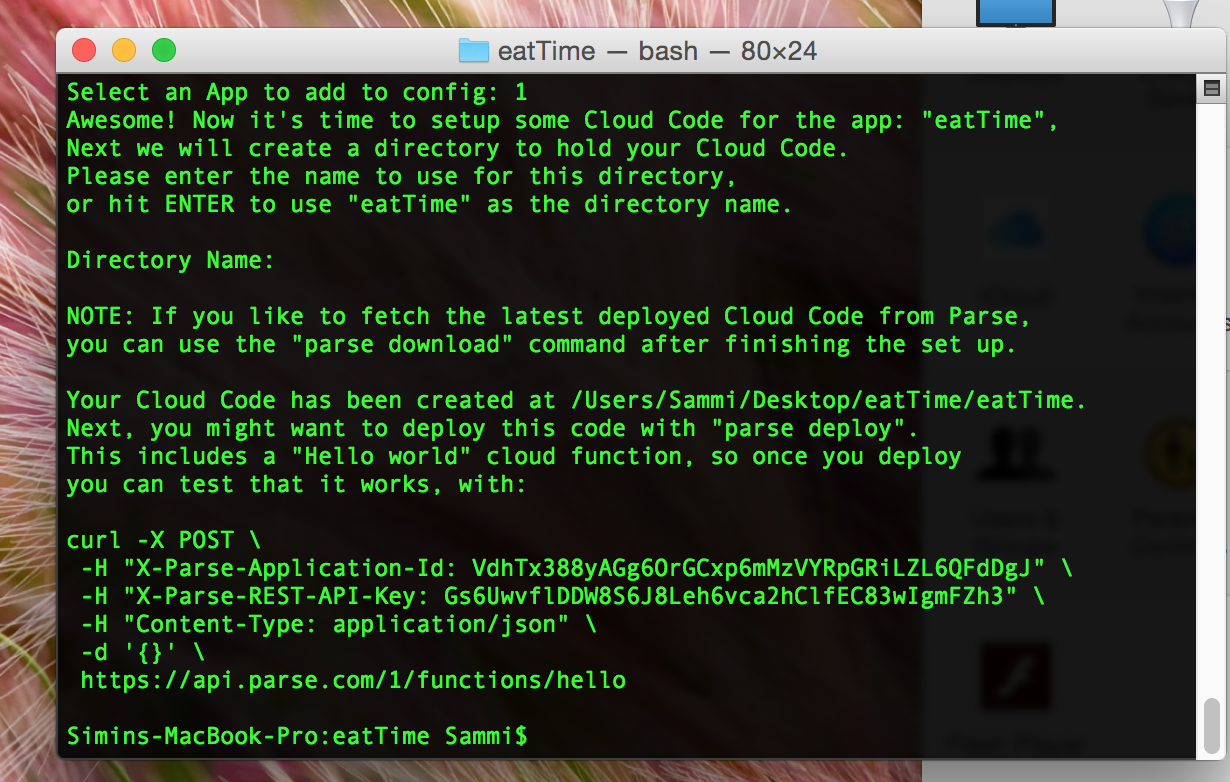 eatTime — bash — 80×24
Select an App to add to config: 1
Awesome! Now it's time to setup some Cloud Code for the app: "eatTime",
Next we will create a directory to hold your Cloud Code.
Please enter the name to use for this directory,
or hit ENTER to use "eatTime" as the directory name.
Directory Name:
NOTE: If you like to fetch the latest deployed Cloud Code from Parse,
you can use the "parse download" command after finishing the set up.
Your Cloud Code has been created at /Users/Sammi/Desktop/eatTime/eatTime.
Next, you might want to deploy this code with "parse deploy".
This includes a "Hello world" cloud function, so once you deploy
you can test that it works, with:
curl -X POST \
-H "X-Parse-Application-Id: VdhTx388yAGg6OrGCxp6mMzVYRpGRiLZL6QFdDgJ" \
-H "X-Parse-REST-API-Key: Gs6UwvflDDW8S6J8Leh6vca2hClfEC83wIgmFZh3" \
-H "Content-Type: application/json" \
-d '{}' \
https://api.parse.com/1/functions/hello
Simins-MacBook-Pro:eatTime Sammi$